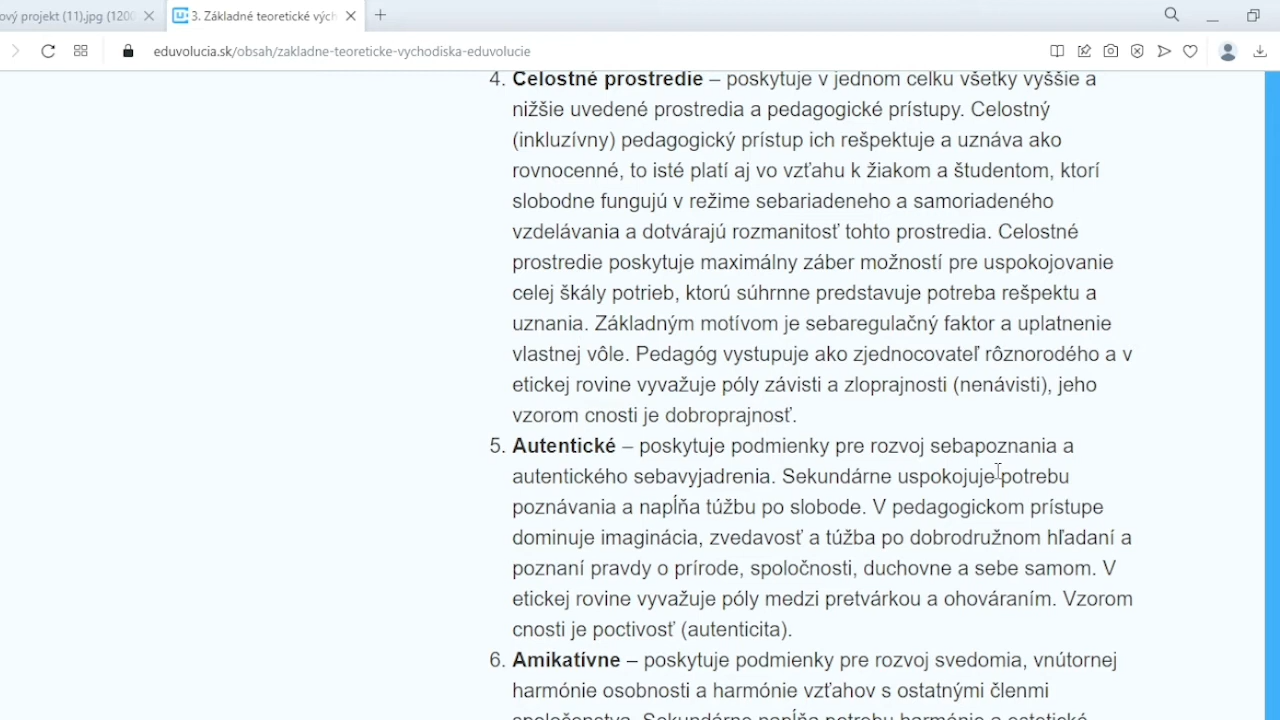 ový projekt (11).jpg (1200
3. Základné teoretické vých
eduvolucia.sk/obsah/zakladne-teoreticke-vychodiska-eduvolucie
4. Celostné prostredie – poskytuje v jednom celku všetky vyššie a
nižšie uvedené prostredia a pedagogické prístupy. Celostný
(inkluzívny) pedagogický prístup ich rešpektuje a uznáva ako
rovnocenné, to isté platí aj vo vzťahu k žiakom a študentom, ktorí
slobodne fungujú v režime sebariadeneho a samoriadeného
vzdelávania a dotvárajú rozmanitosť tohto prostredia. Celostné
prostredie poskytuje maximálny záber možností pre uspokojovanie
celej škály potrieb, ktorú súhrnne predstavuje potreba rešpektu a
uznania. Základným motívom je sebaregulačný faktor a uplatnenie
vlastnej vôle. Pedagóg vystupuje ako zjednocovateľ rôznorodého a v
etickej rovine vyvažuje póly závisti a zloprajnosti (nenávisti), jeho
vzorom cnosti je dobroprajnosť.
5. Autentické – poskytuje podmienky pre rozvoj sebapoznania a
autentického sebavyjadrenia. Sekundárne uspokojuje potrebu
poznávania a napĺňa túžbu po slobode. V pedagogickom prístupe
dominuje imaginácia, zvedavosť a túžba po dobrodružnom hľadaní a
poznaní pravdy o prírode, spoločnosti, duchovne a sebe samom. V
etickej rovine vyvažuje póly medzi pretvárkou a ohováraním. Vzorom
cnosti je poctivosť (autenticita).
6. Amikatívne – poskytuje podmienky pre rozvoj svedomia, vnútornej
harmónie osobnosti a harmónie vzťahov s ostatnými členmi
spoločenstva. Sekundárne napĺňa potrebu harmónie a estetické